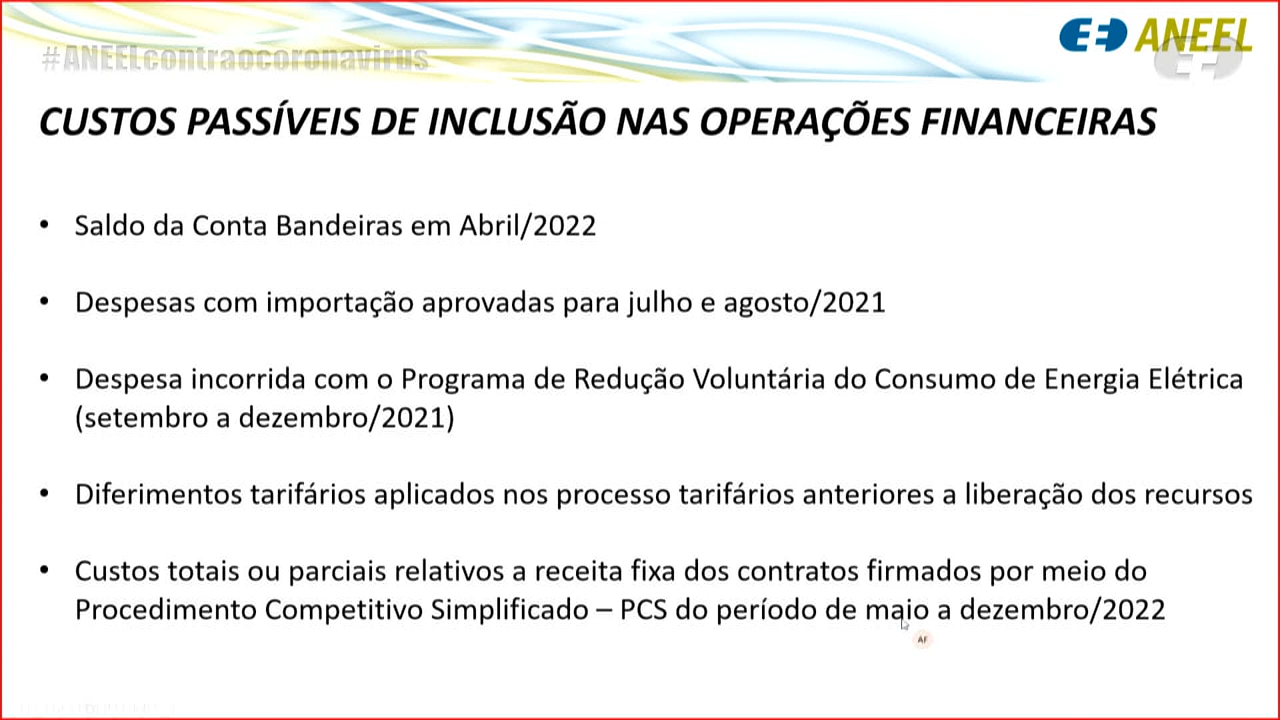 #ANEELcontraocoronavirus
ANEEL
CUSTOS PASSÍVEIS DE INCLUSÃO NAS OPERAÇÕES FINANCEIRAS
• Saldo da Conta Bandeiras em Abril/2022
• Despesas com importação aprovadas para julho e agosto/2021
• Despesa incorrida com o Programa de Redução Voluntária do Consumo de Energia Elétrica
(setembro a dezembro/2021)
• Diferimentos tarifários aplicados nos processo tarifários anteriores a liberação dos recursos
• Custos totais ou parciais relativos a receita fixa dos contratos firmados por meio do
Procedimento Competitivo Simplificado – PCS do período de maio a dezembro/2022
AF